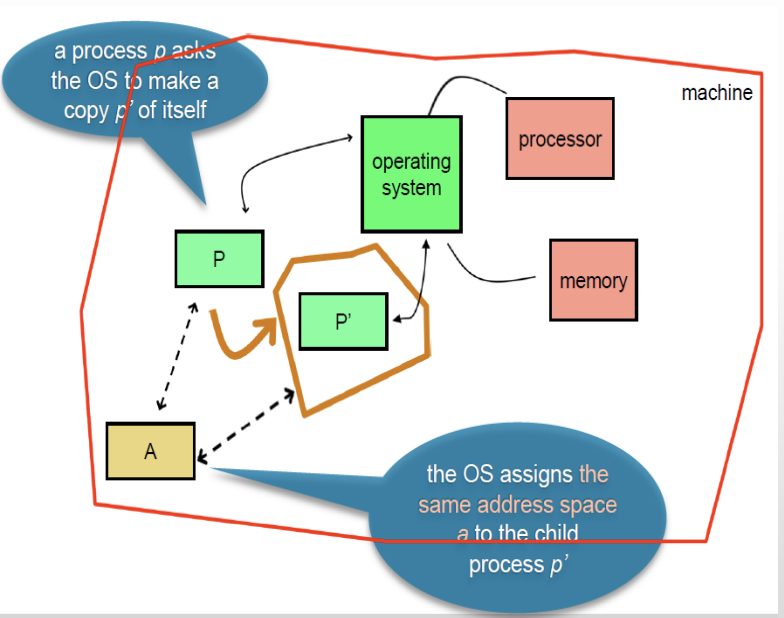 a process p asks
the OS to make a
copy p' of itself
machine
processor
operating
system
P
memory
P'
A
the OS assigns the
same address space
a to the child
process p'